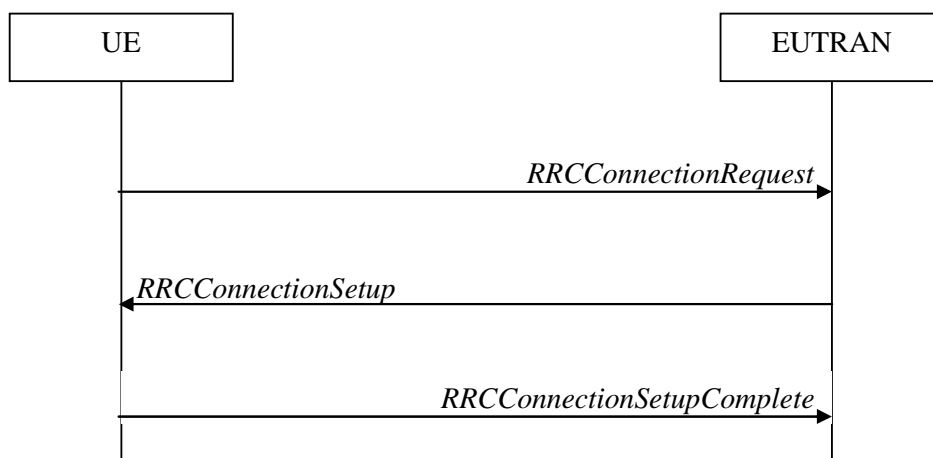 UE
EUTRAN
RRCConnectionRequest
RRCConnectionSetup
RRCConnectionSetupComplete